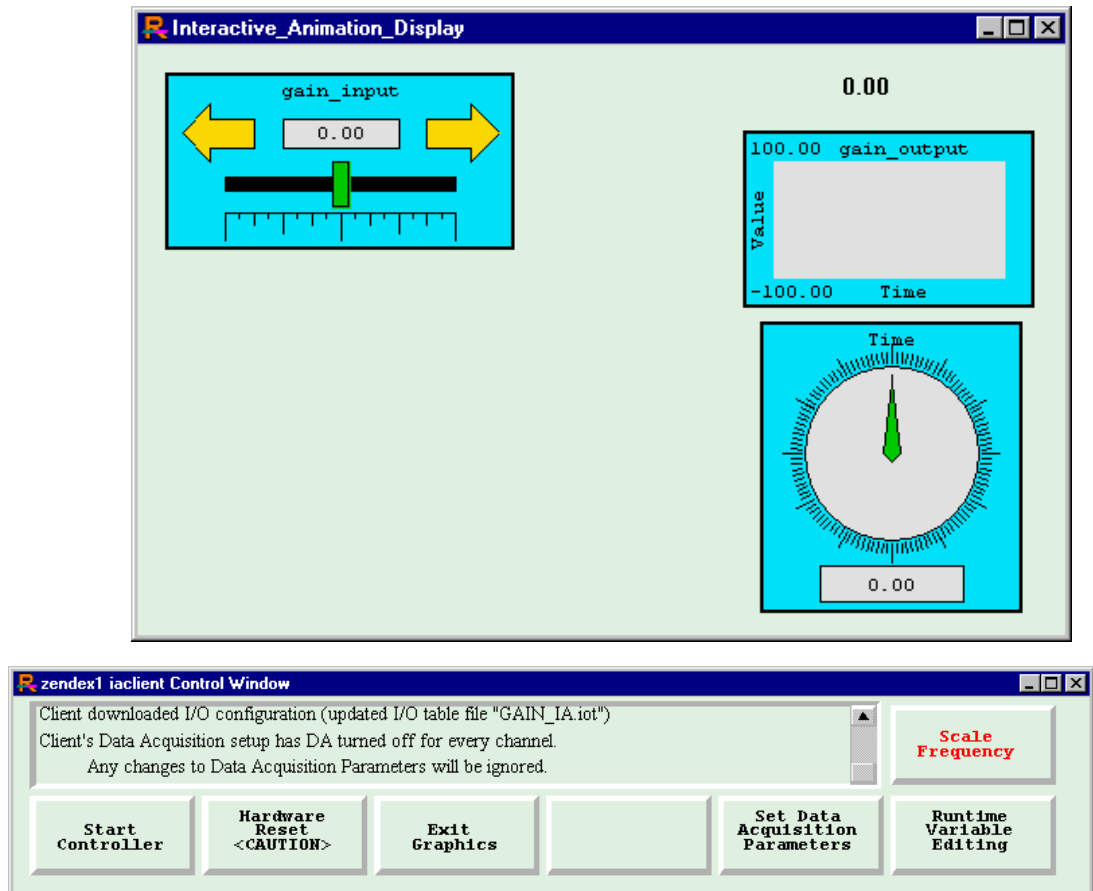 Interactive_Animation_Display
gain_input
0.00
0.00
100.00 gain_output
Value
-100.00 Time
Time
0.00
zendex1 iaclient Control Window
Client downloaded I/O configuration (updated I/O table file "GAIN_IA.iot")
Client's Data Acquisition setup has DA turned off for every channel.
Any changes to Data Acquisition Parameters will be ignored.
Scale
Frequency
Start
Controller
Hardware
Reset
<CAUTION>
Exit
Graphics
Set Data
Acquisition
Parameters
Runtime
Variable
Editing